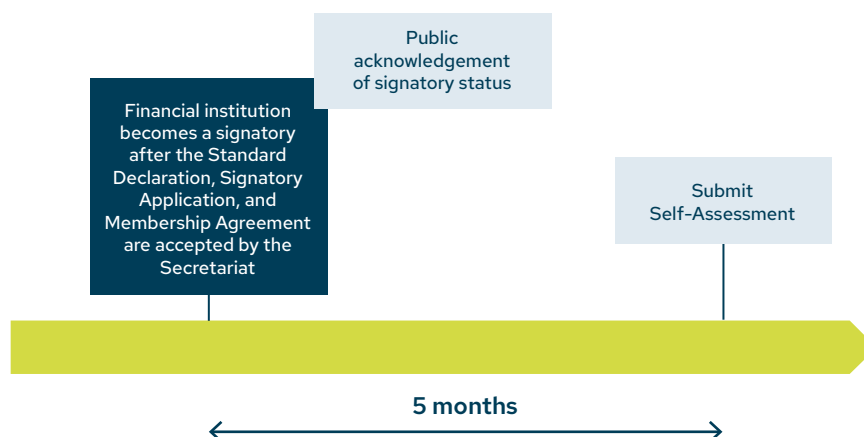 Public
acknowledgement
of signatory status
Financial institution
becomes a signatory
after the Standard
Declaration, Signatory
Application, and
Membership Agreement
are accepted by the
Secretariat
Submit
Self-Assessment
5 months